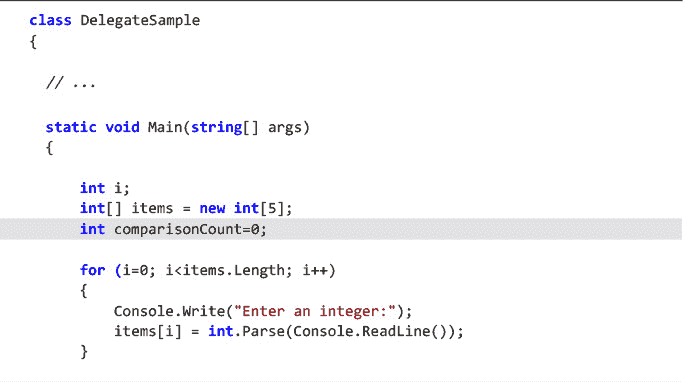 class DelegateSample
{
// ...
static void Main(string[] args)
{
int i;
int[] items = new int[5];
int comparisonCount=0;
for (i=0; i<items.Length; i++)
{
Console.Write("Enter an integer:");
items[i] = int.Parse(Console.ReadLine());
}